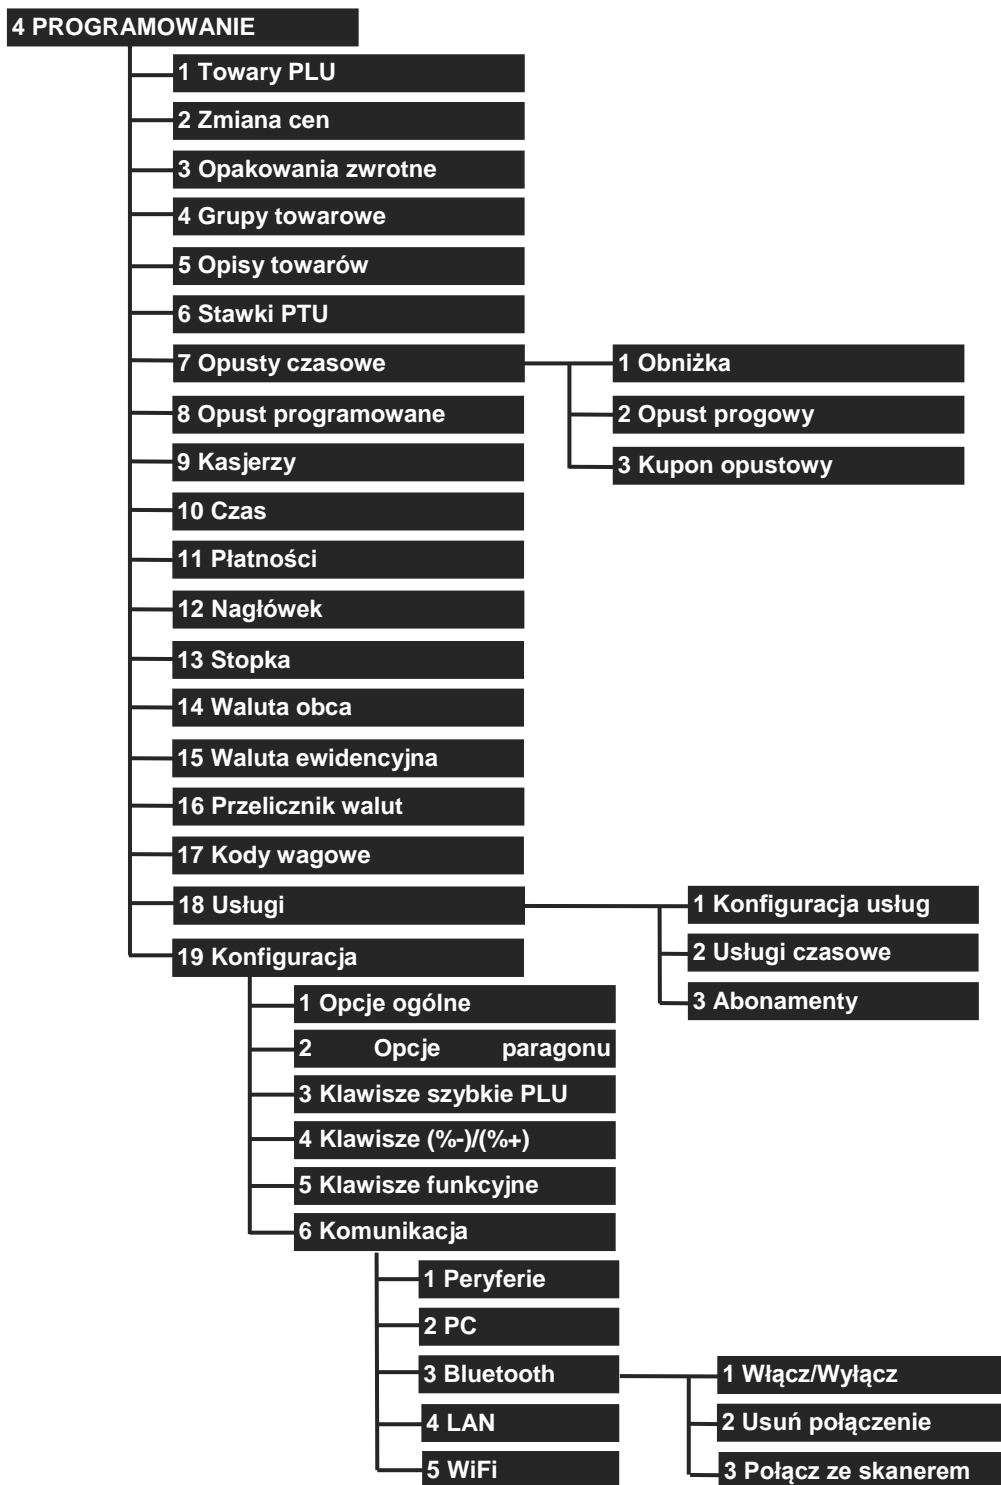 4 PROGRAMOWANIE
1 Towary PLU
2 Zmiana cen
3 Opakowania zwrotne
4 Grupy towarowe
5 Opisy towarów
6 Stawki PTU
7 Opusty czasowe
1 Obniżka
2 Opust progowy
3 Kupon opustowy
8 Opust programowane
9 Kasjerzy
10 Czas
11 Płatności
12 Nagłówek
13 Stopka
14 Waluta obca
15 Waluta ewidencyjna
16 Przelicznik walut
17 Kody wagowe
18 Usługi
1 Konfiguracja usług
2 Usługi czasowe
3 Abonamenty
19 Konfiguracja
1 Opcje ogólne
2 Opcje paragonu
3 Klawisze szybkie PLU
4 Klawisze (%-)/(%+)
5 Klawisze funkcyjne
6 Komunikacja
1 Peryferie
2 PC
3 Bluetooth
1 Włącz/Wyłącz
2 Usuń połączenie
3 Połącz ze skanerem
4 LAN
5 WiFi